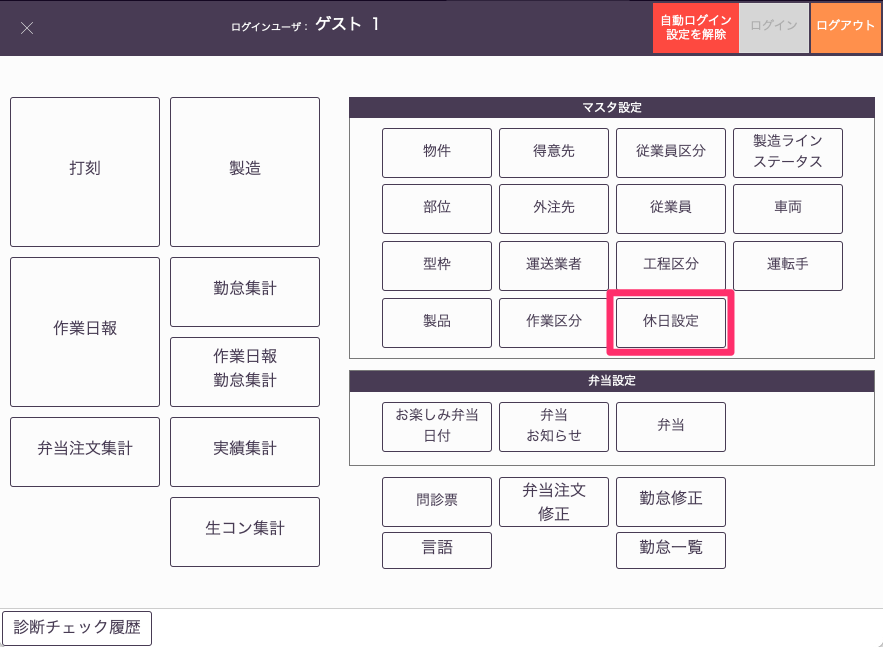 ログインユーザ： ゲスト 1
自動ログイン
設定を解除
ログイン
ログアウト
打刻
製造
作業日報
勤怠集計
作業日報
勤怠集計
弁当注文集計
実績集計
生コン集計
マスタ設定
物件
得意先
従業員区分
製造ライン
ステータス
部位
外注先
従業員
車両
型枠
運送業者
工程区分
運転手
製品
作業区分
休日設定
弁当設定
お楽しみ弁当
日付
弁当
お知らせ
弁当
問診票
弁当注文
修正
勤怠修正
言語
勤怠一覧
診断チェック履歴